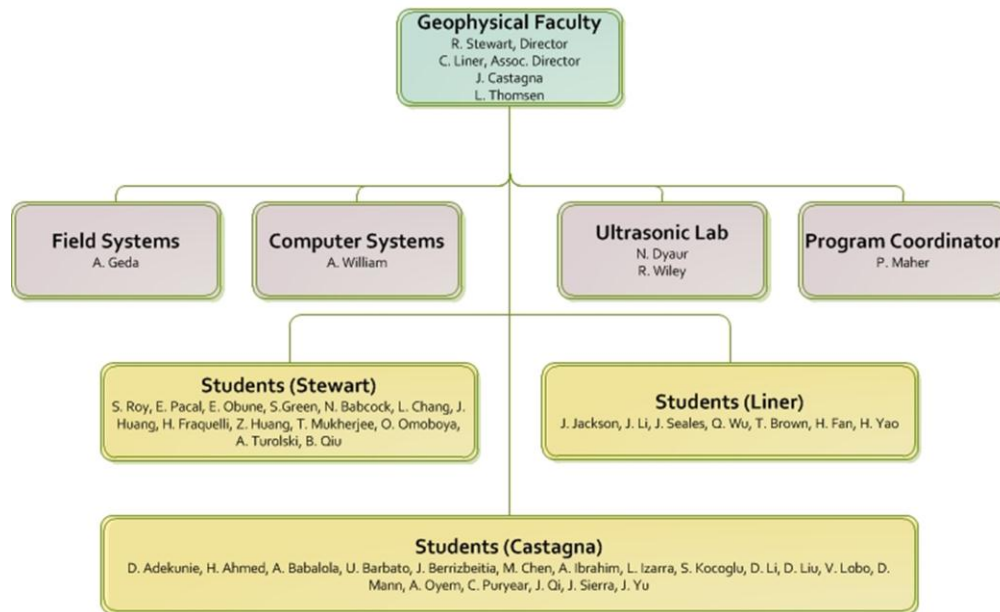 Geophysical Faculty
R. Stewart, Director
C. Liner, Assoc. Director
J. Castagna
L. Thomsen
Field Systems
A. Geda
Computer Systems
A. William
Ultrasonic Lab
N. Dyaur
R. Wiley
Program Coordinator
P. Maher
Students (Stewart)
S. Roy, E. Pacal, E. Obune, S.Green, N. Babcock, L. Chang, J.
Huang, H. Fraquelli, Z. Huang, T. Mukherjee, O. Omoboya,
A. Turolski, B. Qiu
Students (Liner)
J. Jackson, J. Li, J. Seales, Q. Wu, T. Brown, H. Fan, H. Yao
Students (Castagna)
D. Adekunie, H. Ahmed, A. Babalola, U. Barbato, J. Berrizbeitia, M. Chen, A. Ibrahim, L. Izarra, S. Kocoglu, D. Li, D. Liu, V. Lobo, D.
Mann, A. Oyem, C. Puryear, J. Qi, J. Sierra, J. Yu